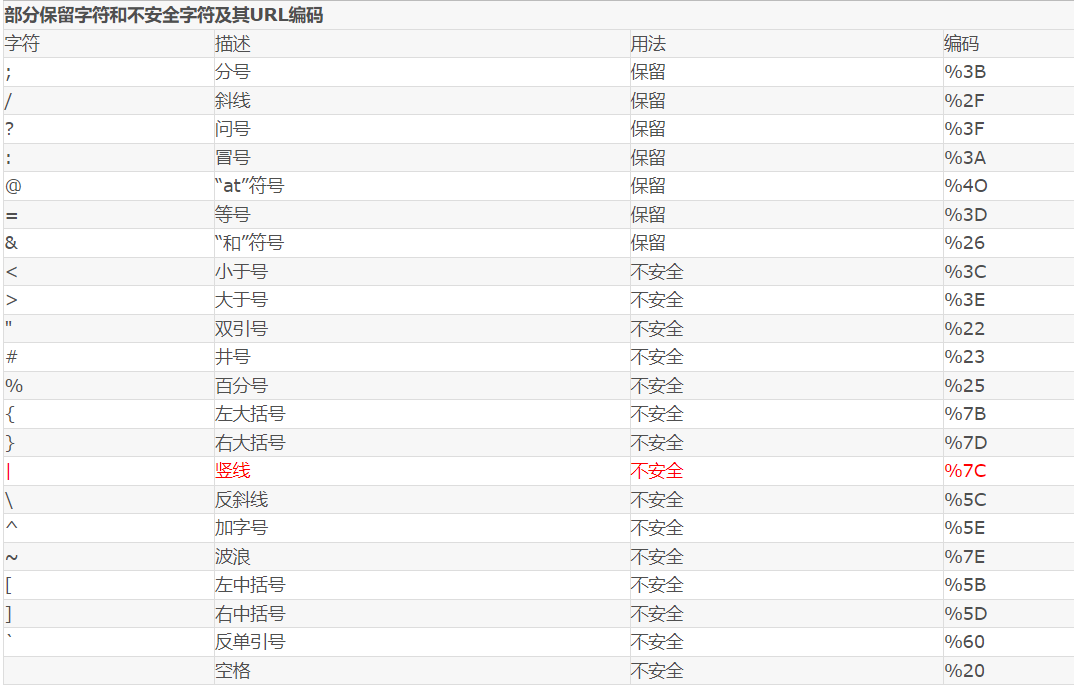 部分保留字符和不安全字符及其URL编码
字符 描述 用法 编码
; 分号 保留 %3B
/ 斜线 保留 %2F
? 问号 保留 %3F
: 冒号 保留 %3A
@ “at”符号 保留 %4O
= 等号 保留 %3D
& “和”符号 保留 %26
< 小于号 不安全 %3C
> 大于号 不安全 %3E
" 双引号 不安全 %22
# 井号 不安全 %23
% 百分号 不安全 %25
{ 左大括号 不安全 %7B
} 右大括号 不安全 %7D
| 竖线 不安全 %7C
\ 反斜线 不安全 %5C
^ 加字号 不安全 %5E
~ 波浪 不安全 %7E
[ 左中括号 不安全 %5B
] 右中括号 不安全 %5D
` 反单引号 不安全 %60
空格 不安全 %20